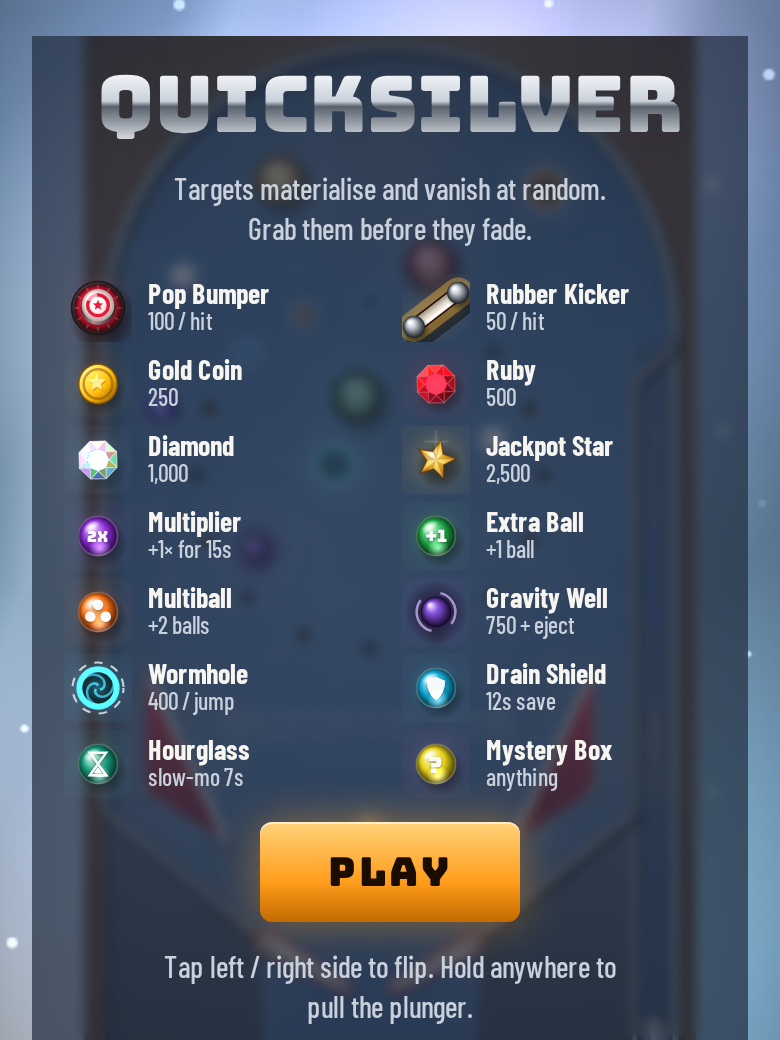 QUICKSILVER
Targets materialise and vanish at random.
Grab them before they fade.
Pop Bumper
100 / hit
Rubber Kicker
50 / hit
Gold Coin
250
Ruby
500
Diamond
1,000
Jackpot Star
2,500
2X
Multiplier
+1× for 15s
+1
Extra Ball
+1 ball
Multiball
+2 balls
Gravity Well
750 + eject
Wormhole
400 / jump
Drain Shield
12s save
Hourglass
slow-mo 7s
?
Mystery Box
anything
PLAY
Tap left / right side to flip. Hold anywhere to
pull the plunger.